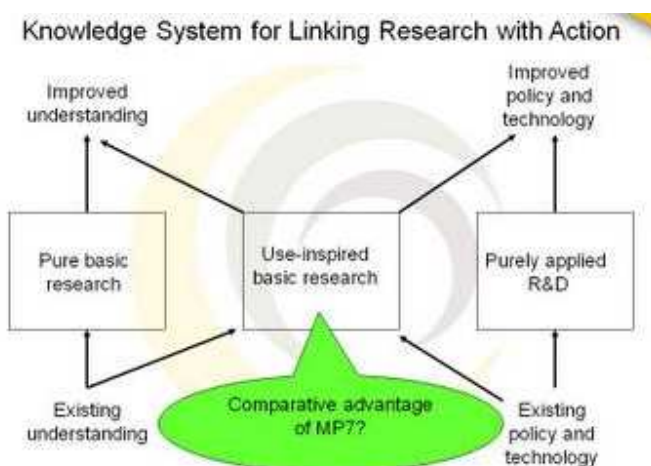 Knowledge System for Linking Research with Action
Improved
understanding
Improved
policy and
technology
Pure basic
research
Use-inspired
basic research
Purely applied
R&D
Existing
understanding
Comparative advantage
of MP7?
Existing
policy and
technology